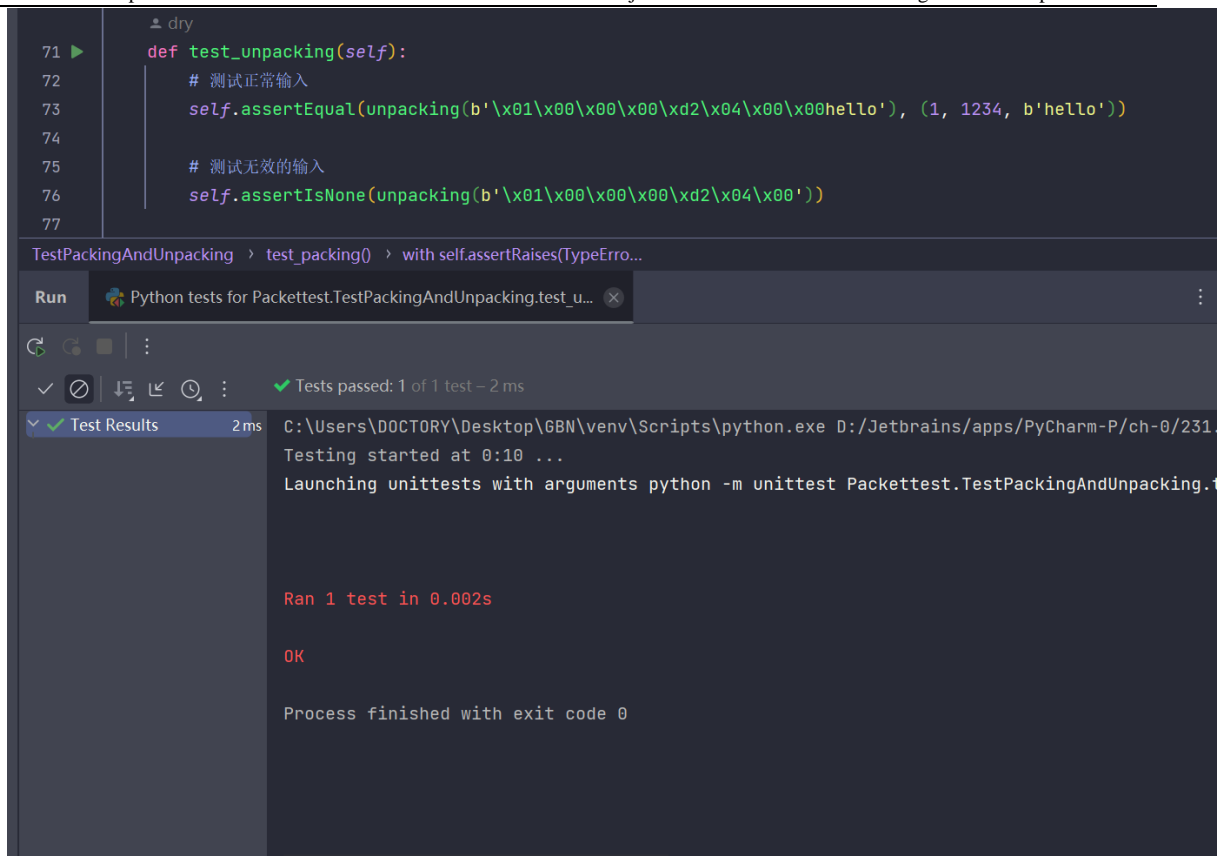 dry
71 def test_unpacking(self):
72 # 测试正常输入
73 self.assertEqual(unpacking(b'\x01\x00\x00\x00\xd2\x04\x00\x00hello'), (1, 1234, b'hello'))
74
75 # 测试无效的输入
76 self.assertIsNone(unpacking(b'\x01\x00\x00\x00\xd2\x04\x00'))
77
TestPackingAndUnpacking › test_packing() › with self.assertRaises(TypeErro...
Run Python tests for Packettest.TestPackingAndUnpacking.test_u...
Tests passed: 1 of 1 test – 2 ms
Test Results 2 ms
C:\Users\DOCTORY\Desktop\GBN\venv\Scripts\python.exe D:/Jetbrains/apps/PyCharm-P/ch-0/231.
Testing started at 0:10 ...
Launching unittests with arguments python -m unittest Packettest.TestPackingAndUnpacking.t
Ran 1 test in 0.002s
OK
Process finished with exit code 0